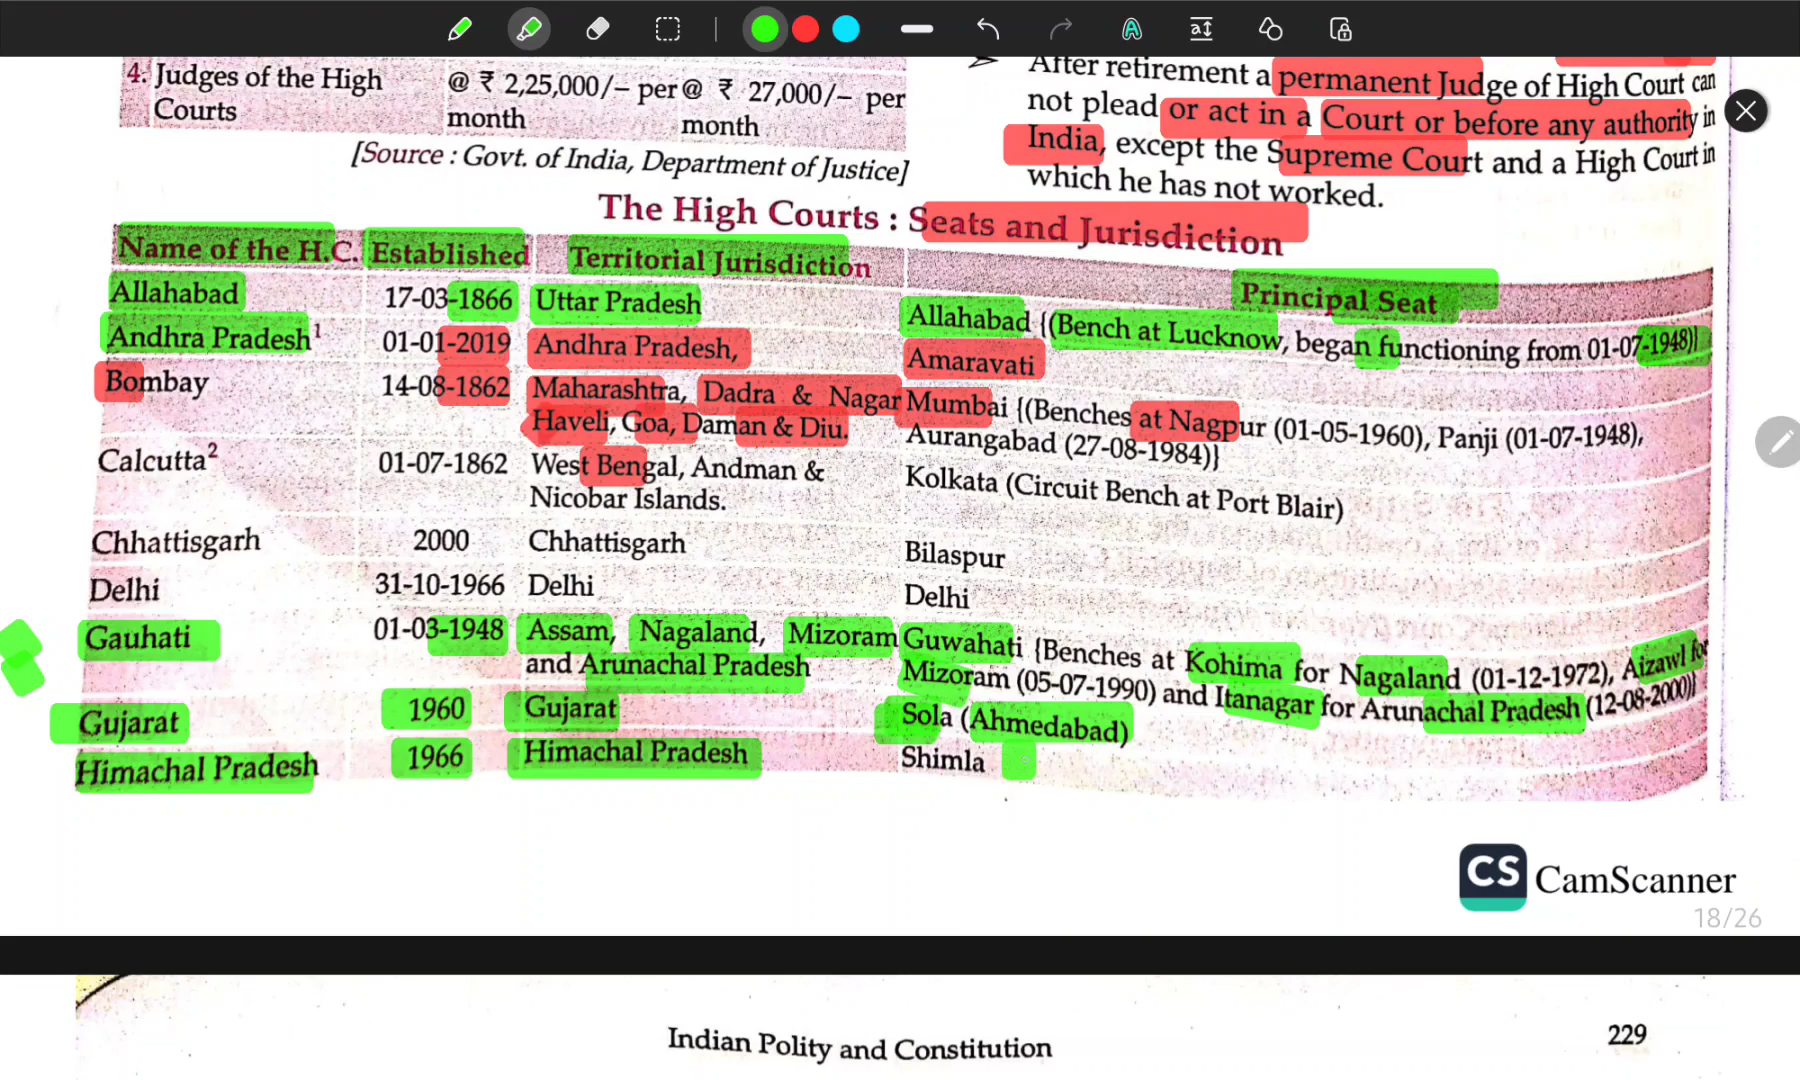 4. Judges of the High @ ₹ 2,25,000/– per @ ₹ 27,000/– per
Courts month month
[Source : Govt. of India, Department of Justice]
After retirement a permanent Judge of High Court can
not plead or act in a Court or before any authority in
India, except the Supreme Court and a High Court in
which he has not worked.
The High Courts : Seats and Jurisdiction
Name of the H.C. Established Territorial Jurisdiction Principal Seat
Allahabad 17-03-1866 Uttar Pradesh Allahabad {(Bench at Lucknow, began functioning from 01-07-1948)}
Andhra Pradesh¹ 01-01-2019 Andhra Pradesh, Amaravati
Bombay 14-08-1862 Maharashtra, Dadra & Nagar Mumbai {(Benches at Nagpur (01-05-1960), Panji (01-07-1948),
Haveli, Goa, Daman & Diu. Aurangabad (27-08-1984)}
Calcutta² 01-07-1862 West Bengal, Andman & Kolkata (Circuit Bench at Port Blair)
Nicobar Islands.
Chhattisgarh 2000 Chhattisgarh Bilaspur
Delhi 31-10-1966 Delhi Delhi
Gauhati 01-03-1948 Assam, Nagaland, Mizoram Guwahati {Benches at Kohima for Nagaland (01-12-1972), Aizawl for
and Arunachal Pradesh Mizoram (05-07-1990) and Itanagar for Arunachal Pradesh (12-08-2000)}
Gujarat 1960 Gujarat Sola (Ahmedabad)
Himachal Pradesh 1966 Himachal Pradesh Shimla
CS CamScanner
18/26
Indian Polity and Constitution 229